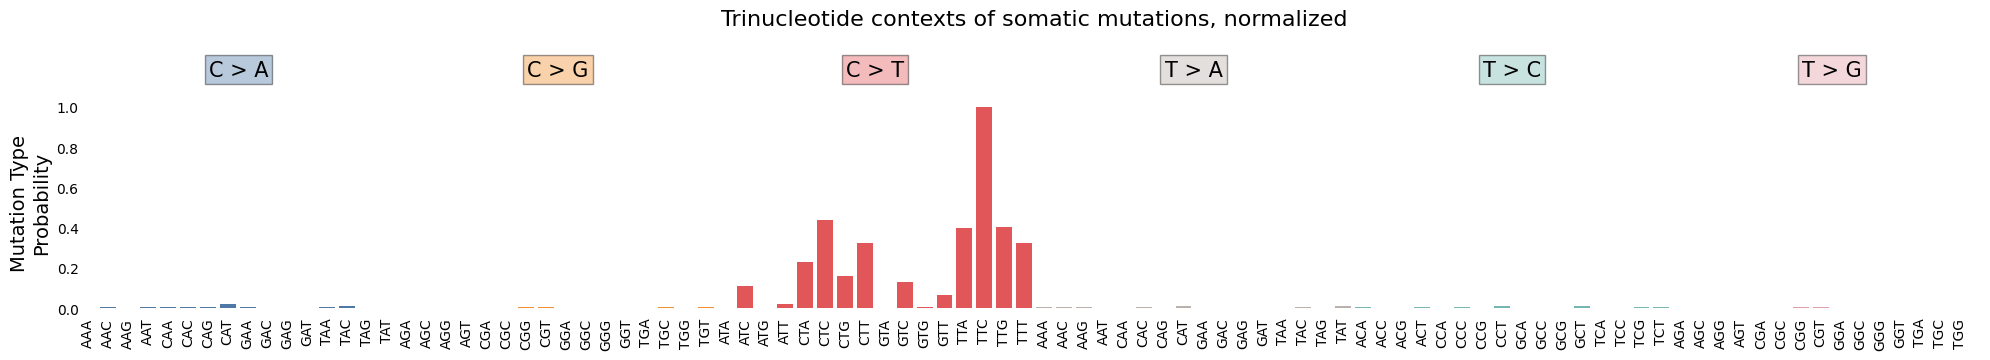 Trinucleotide contexts of somatic mutations, normalized
C > A
C > G
C > T
T > A
T > C
T > G
Mutation Type
Probability
1.0
0.8
0.6
0.4
0.2
0.0
AAA AAC AAG AAT CAA CAC CAG CAT GAA GAC GAG GAT TAA TAC TAG TAT AGA AGC AGG AGT CGA CGC CGG CGT GGA GGC GGG GGT TGA TGC TGG TGT ATA ATC ATG ATT CTA CTC CTG CTT GTA GTC GTG GTT TTA TTC TTG TTT AAA AAC AAG AAT CAA CAC CAG CAT GAA GAC GAG GAT TAA TAC TAG TAT ACA ACC ACG ACT CCA CCC CCG CCT GCA GCC GCG GCT TCA TCC TCG TCT AGA AGC AGG AGT CGA CGC CGG CGT GGA GGC GGG GGT TGA TGC TGG